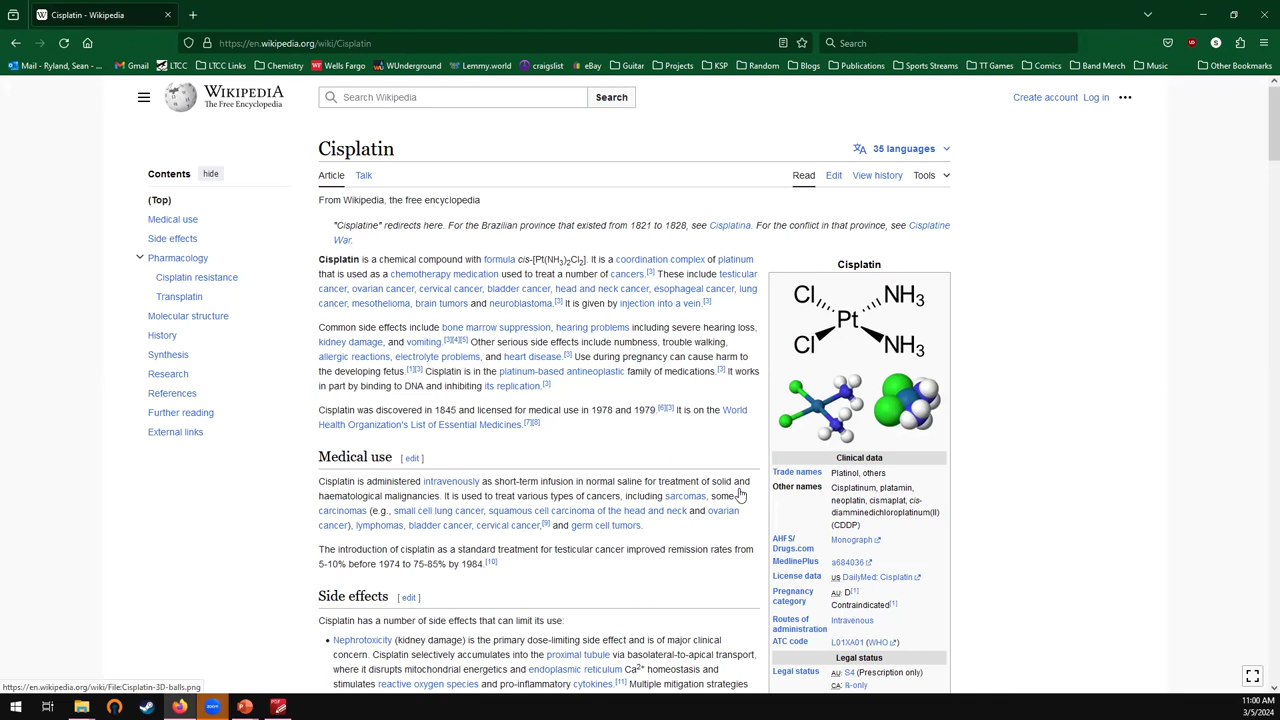 Cisplatin - Wikipedia
https://en.wikipedia.org/wiki/Cisplatin
Search
Mail - Ryland, Sean - ... Gmail LTCC LTCC Links Chemistry Wells Fargo WUnderground Lemmy.world craigslist eBay Guitar Projects KSP Random Blogs Publications Sports Streams TT Games Comics Band Merch Music Other Bookmarks
WIKIPEDIA
The Free Encyclopedia
Search Wikipedia
Search
Create account Log in
Contents hide
(Top)
Medical use
Side effects
Pharmacology
Cisplatin resistance
Transplatin
Molecular structure
History
Synthesis
Research
References
Further reading
External links
Cisplatin
35 languages
Article Talk
Read Edit View history Tools
From Wikipedia, the free encyclopedia
"Cisplatine" redirects here. For the Brazilian province that existed from 1821 to 1828, see Cisplatina. For the conflict in that province, see Cisplatine
War.
Cisplatin is a chemical compound with formula cis-[Pt(NH3)2Cl2]. It is a coordination complex of platinum
that is used as a chemotherapy medication used to treat a number of cancers.[3] These include testicular
cancer, ovarian cancer, cervical cancer, bladder cancer, head and neck cancer, esophageal cancer, lung
cancer, mesothelioma, brain tumors and neuroblastoma.[3] It is given by injection into a vein.[3]
Common side effects include bone marrow suppression, hearing problems including severe hearing loss,
kidney damage, and vomiting.[3][4][5] Other serious side effects include numbness, trouble walking,
allergic reactions, electrolyte problems, and heart disease.[3] Use during pregnancy can cause harm to
the developing fetus.[1][3] Cisplatin is in the platinum-based antineoplastic family of medications.[3] It works
in part by binding to DNA and inhibiting its replication.[3]
Cisplatin was discovered in 1845 and licensed for medical use in 1978 and 1979.[6][3] It is on the World
Health Organization's List of Essential Medicines.[7][8]
Medical use [ edit ]
Cisplatin is administered intravenously as short-term infusion in normal saline for treatment of solid and
haematological malignancies. It is used to treat various types of cancers, including sarcomas, some
carcinomas (e.g., small cell lung cancer, squamous cell carcinoma of the head and neck and ovarian
cancer), lymphomas, bladder cancer, cervical cancer,[9] and germ cell tumors.
The introduction of cisplatin as a standard treatment for testicular cancer improved remission rates from
5-10% before 1974 to 75-85% by 1984.[10]
Side effects [ edit ]
Cisplatin has a number of side effects that can limit its use:
• Nephrotoxicity (kidney damage) is the primary dose-limiting side effect and is of major clinical
concern. Cisplatin selectively accumulates into the proximal tubule via basolateral-to-apical transport,
where it disrupts mitochondrial energetics and endoplasmic reticulum Ca2+ homeostasis and
stimulates reactive oxygen species and pro-inflammatory cytokines.[11] Multiple mitigation strategies
Cisplatin
Cl NH3
Pt
Cl NH3
Clinical data
Trade names Platinol, others
Other names Cisplatinum, platamin,
neoplatin, cismaplat, cis-
diamminedichloroplatinum(II)
(CDDP)
AHFS/
Drugs.com Monograph
MedlinePlus a684036
License data US DailyMed: Cisplatin
Pregnancy
category AU: D[1]
Contraindicated[1]
Routes of
administration Intravenous
ATC code L01XA01 (WHO)
Legal status
Legal status AU: S4 (Prescription only)
CA: R-only
https://en.wikipedia.org/wiki/File:Cisplatin-3D-balls.png
zoom
11:00 AM
3/5/2024